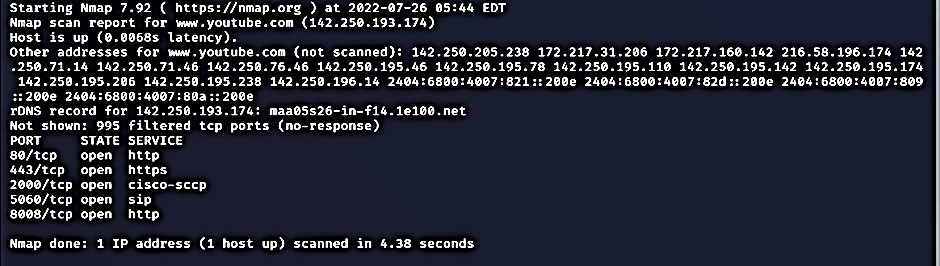 Starting Nmap 7.92 ( https://nmap.org ) at 2022-07-26 05:44 EDT
Nmap scan report for www.youtube.com (142.250.193.174)
Host is up (0.0068s latency).
Other addresses for www.youtube.com (not scanned): 142.250.205.238 172.217.31.206 172.217.160.142 216.58.196.174 142
.250.71.14 142.250.71.46 142.250.76.46 142.250.195.46 142.250.195.78 142.250.195.110 142.250.195.142 142.250.195.174
142.250.195.206 142.250.195.238 142.250.196.14 2404:6800:4007:821::200e 2404:6800:4007:82d::200e 2404:6800:4007:809
::200e 2404:6800:4007:80a::200e
rDNS record for 142.250.193.174: maa05s26-in-f14.1e100.net
Not shown: 995 filtered tcp ports (no-response)
PORT STATE SERVICE
80/tcp open http
443/tcp open https
2000/tcp open cisco-sccp
5060/tcp open sip
8008/tcp open http
Nmap done: 1 IP address (1 host up) scanned in 4.38 seconds